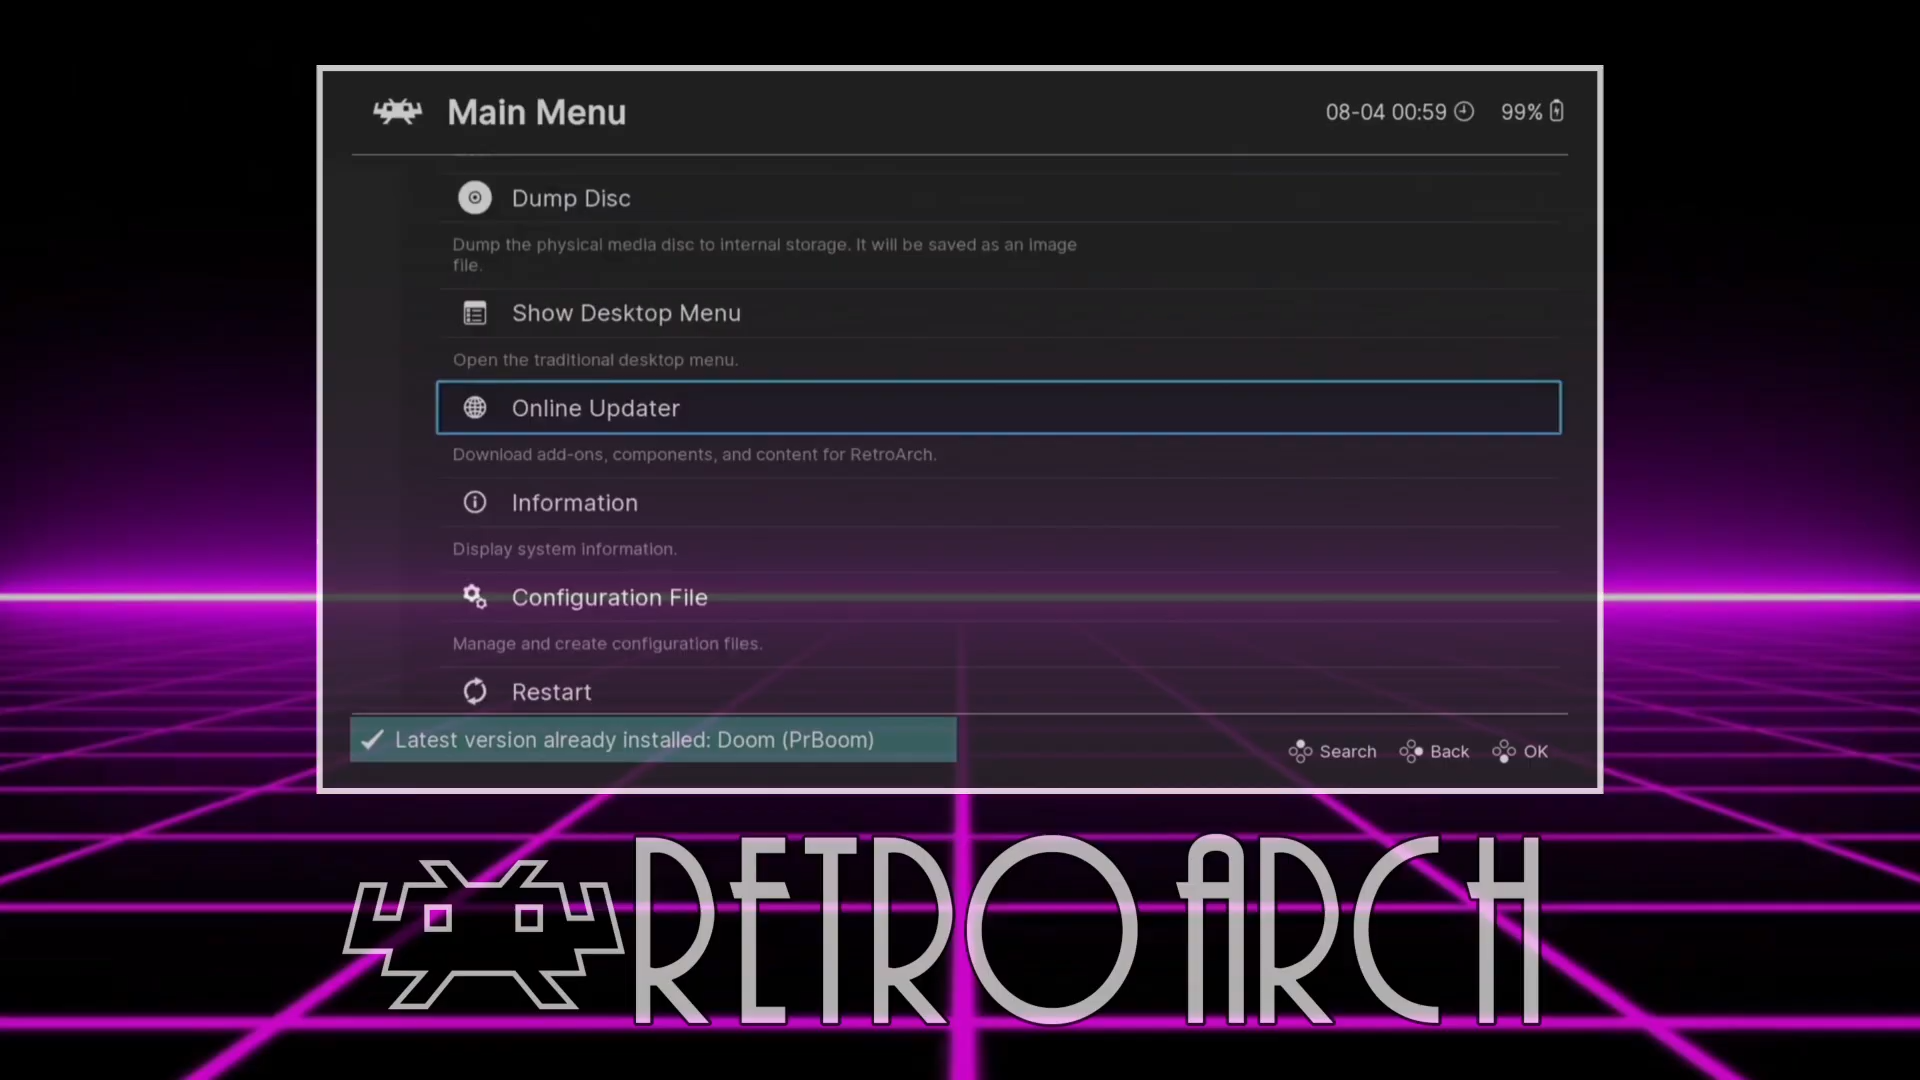 Main Menu
08-04 00:59
99%
Dump Disc
Dump the physical media disc to internal storage. It will be saved as an image
file.
Show Desktop Menu
Open the traditional desktop menu.
Online Updater
Download add-ons, components, and content for RetroArch.
Information
Display system information.
Configuration File
Manage and create configuration files.
Restart
Latest version already installed: Doom (PrBoom)
Search
Back
OK
RETRO ARCH